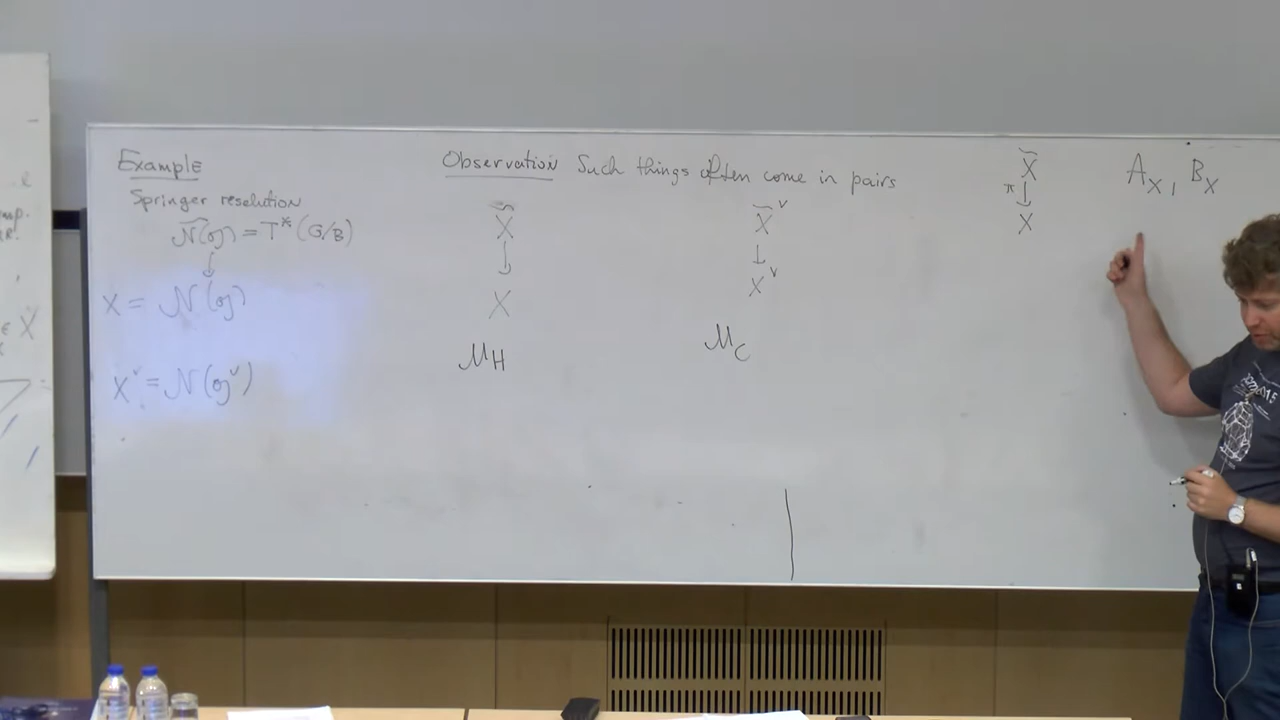 Example
Springer resolution
Ñ(𝔤) = T*(G/B)
↓
X = N(𝔤)
X^∨ = N(𝔤^∨)
Observation Such things often come in pairs
X̃
↓
X
M_H
X̃^∨
↓
X^∨
M_C
X̃
π ↓
X
A_X, B_X